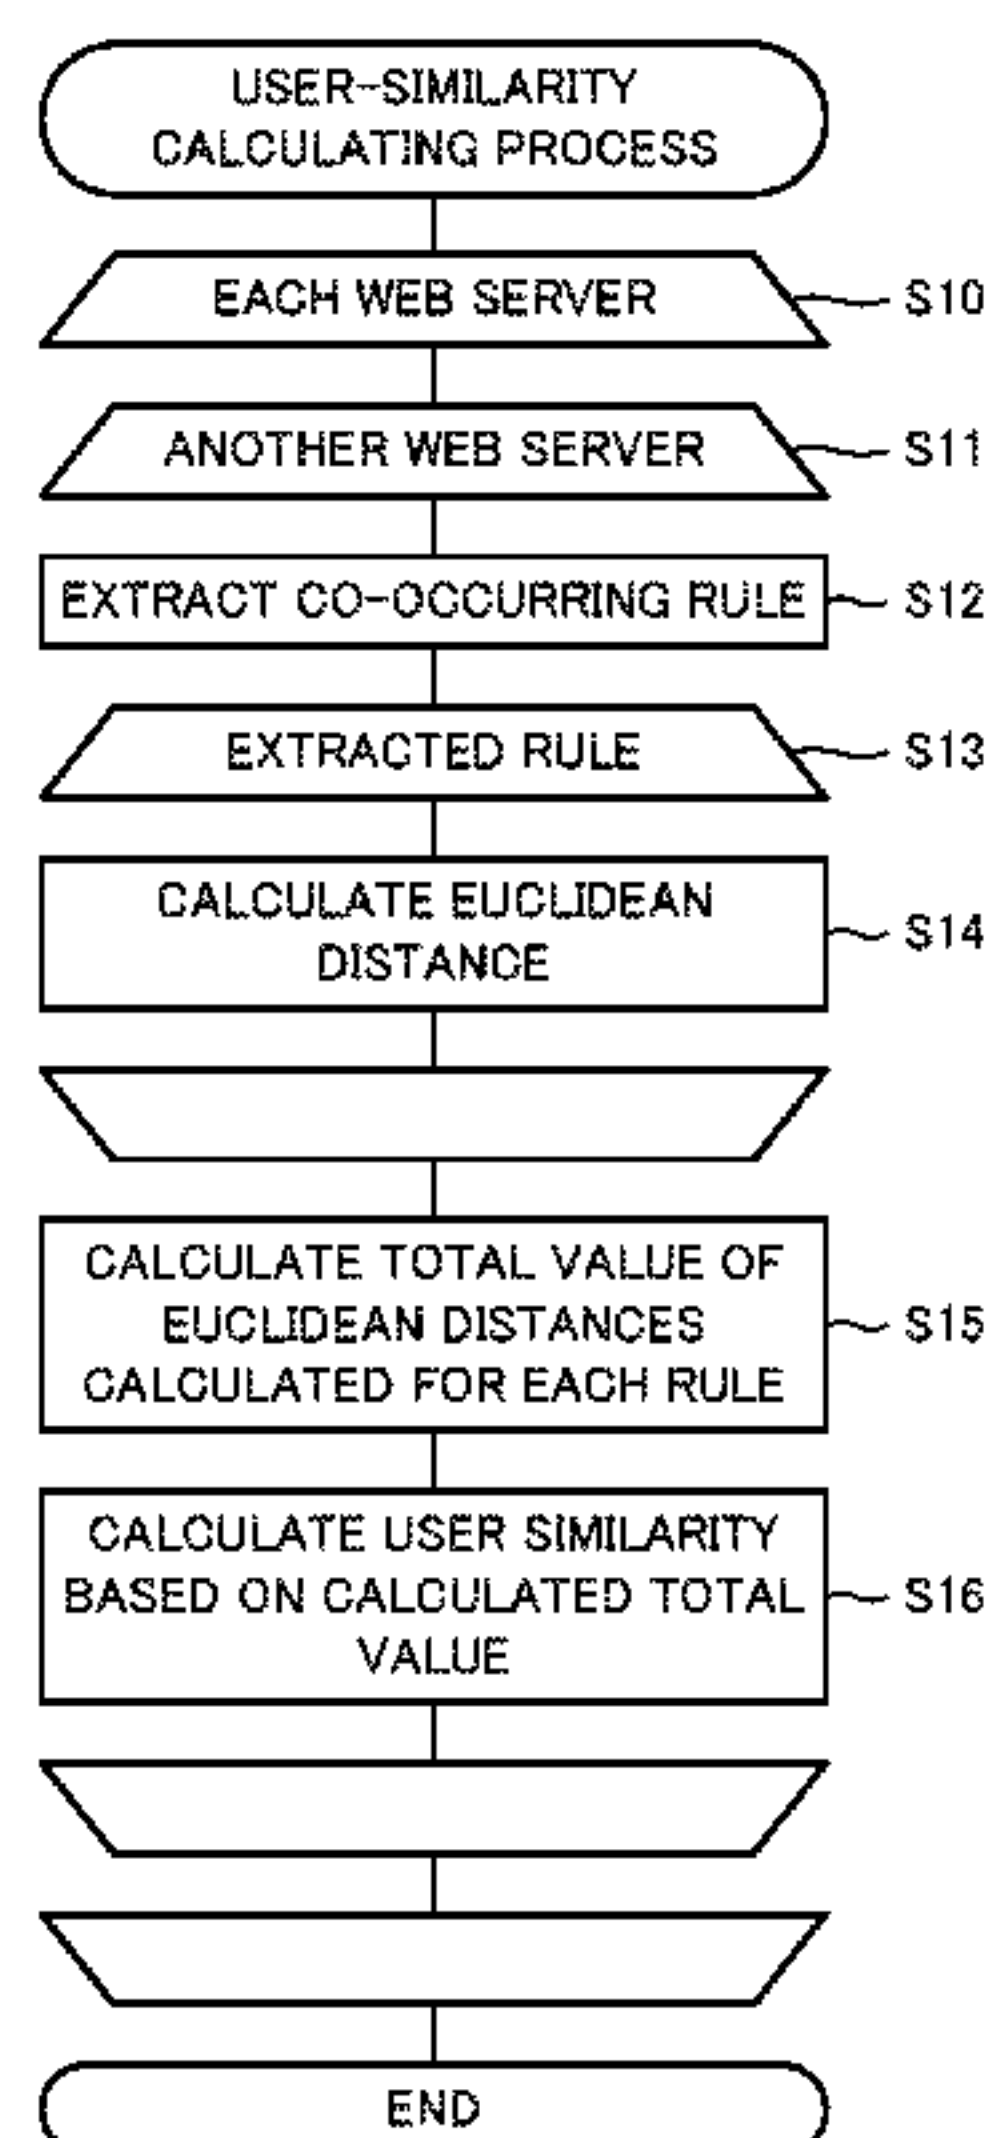 USER-SIMILARITY
CALCULATING PROCESS
EACH WEB SERVER
S10
ANOTHER WEB SERVER
S11
EXTRACT CO-OCCURRING RULE
S12
EXTRACTED RULE
S13
CALCULATE EUCLIDEAN
DISTANCE
S14
CALCULATE TOTAL VALUE OF
EUCLIDEAN DISTANCES
CALCULATED FOR EACH RULE
S15
CALCULATE USER SIMILARITY
BASED ON CALCULATED TOTAL
VALUE
S16
END